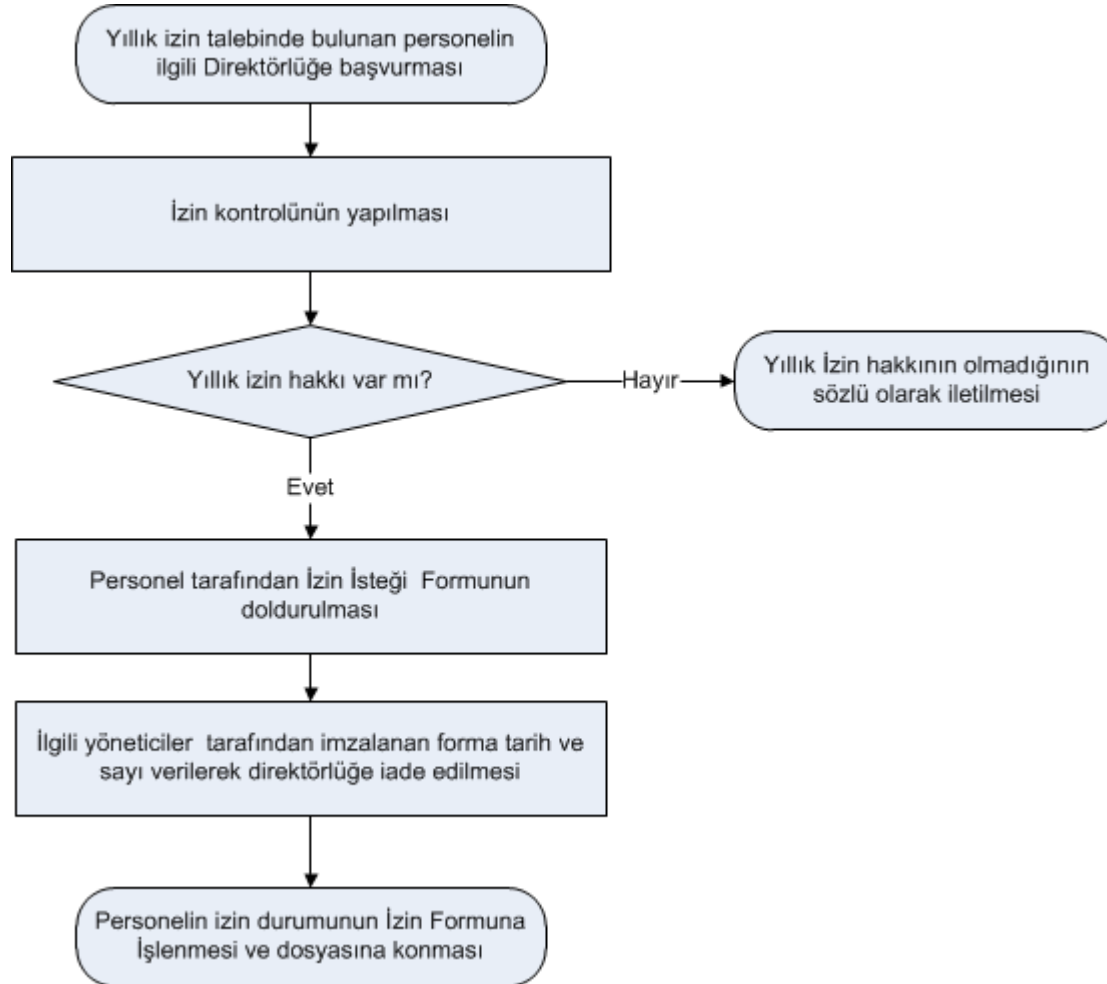 Yıllık izin talebinde bulunan personelin
ilgili Direktörlüğe başvurması
İzin kontrolünün yapılması
Yıllık izin hakkı var mı?
Hayır
Yıllık İzin hakkının olmadığının
sözlü olarak iletilmesi
Evet
Personel tarafından İzin İsteği Formunun
doldurulması
İlgili yöneticiler tarafından imzalanan forma tarih ve
sayı verilerek direktörlüğe iade edilmesi
Personelin izin durumunun İzin Formuna
İşlenmesi ve dosyasına konması